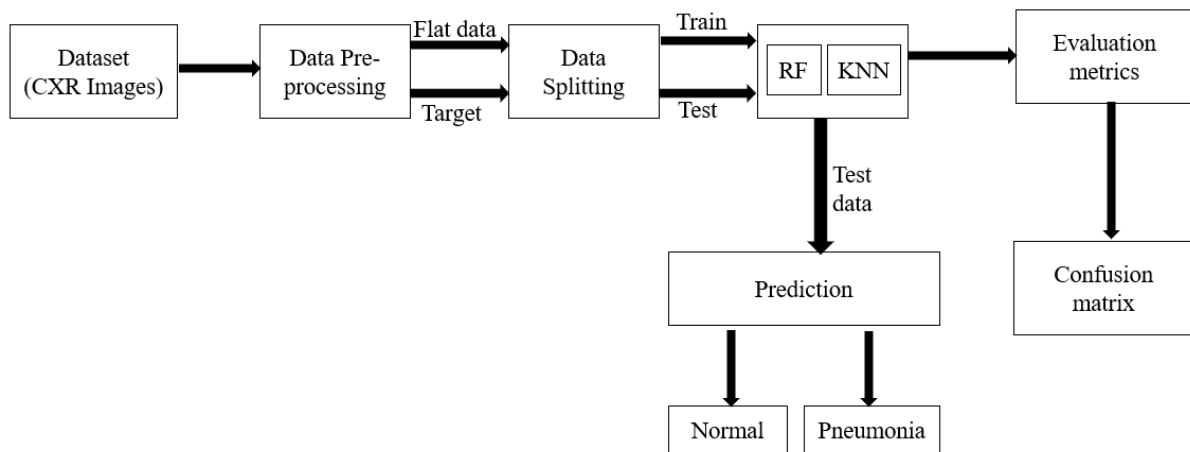 Dataset
(CXR Images)
Data Pre-
processing
Flat data
Target
Data
Splitting
Train
Test
RF
KNN
Evaluation
metrics
Test
data
Confusion
matrix
Prediction
Normal
Pneumonia